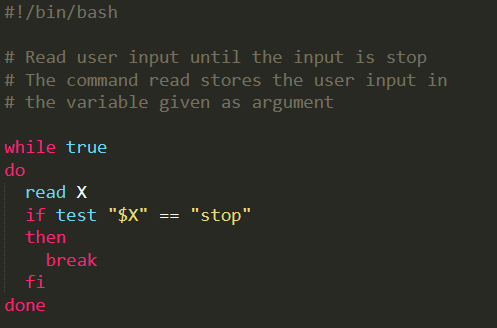 #!/bin/bash
# Read user input until the input is stop
# The command read stores the user input in
# the variable given as argument
while true
do
read X
if test "$X" == "stop"
then
break
fi
done